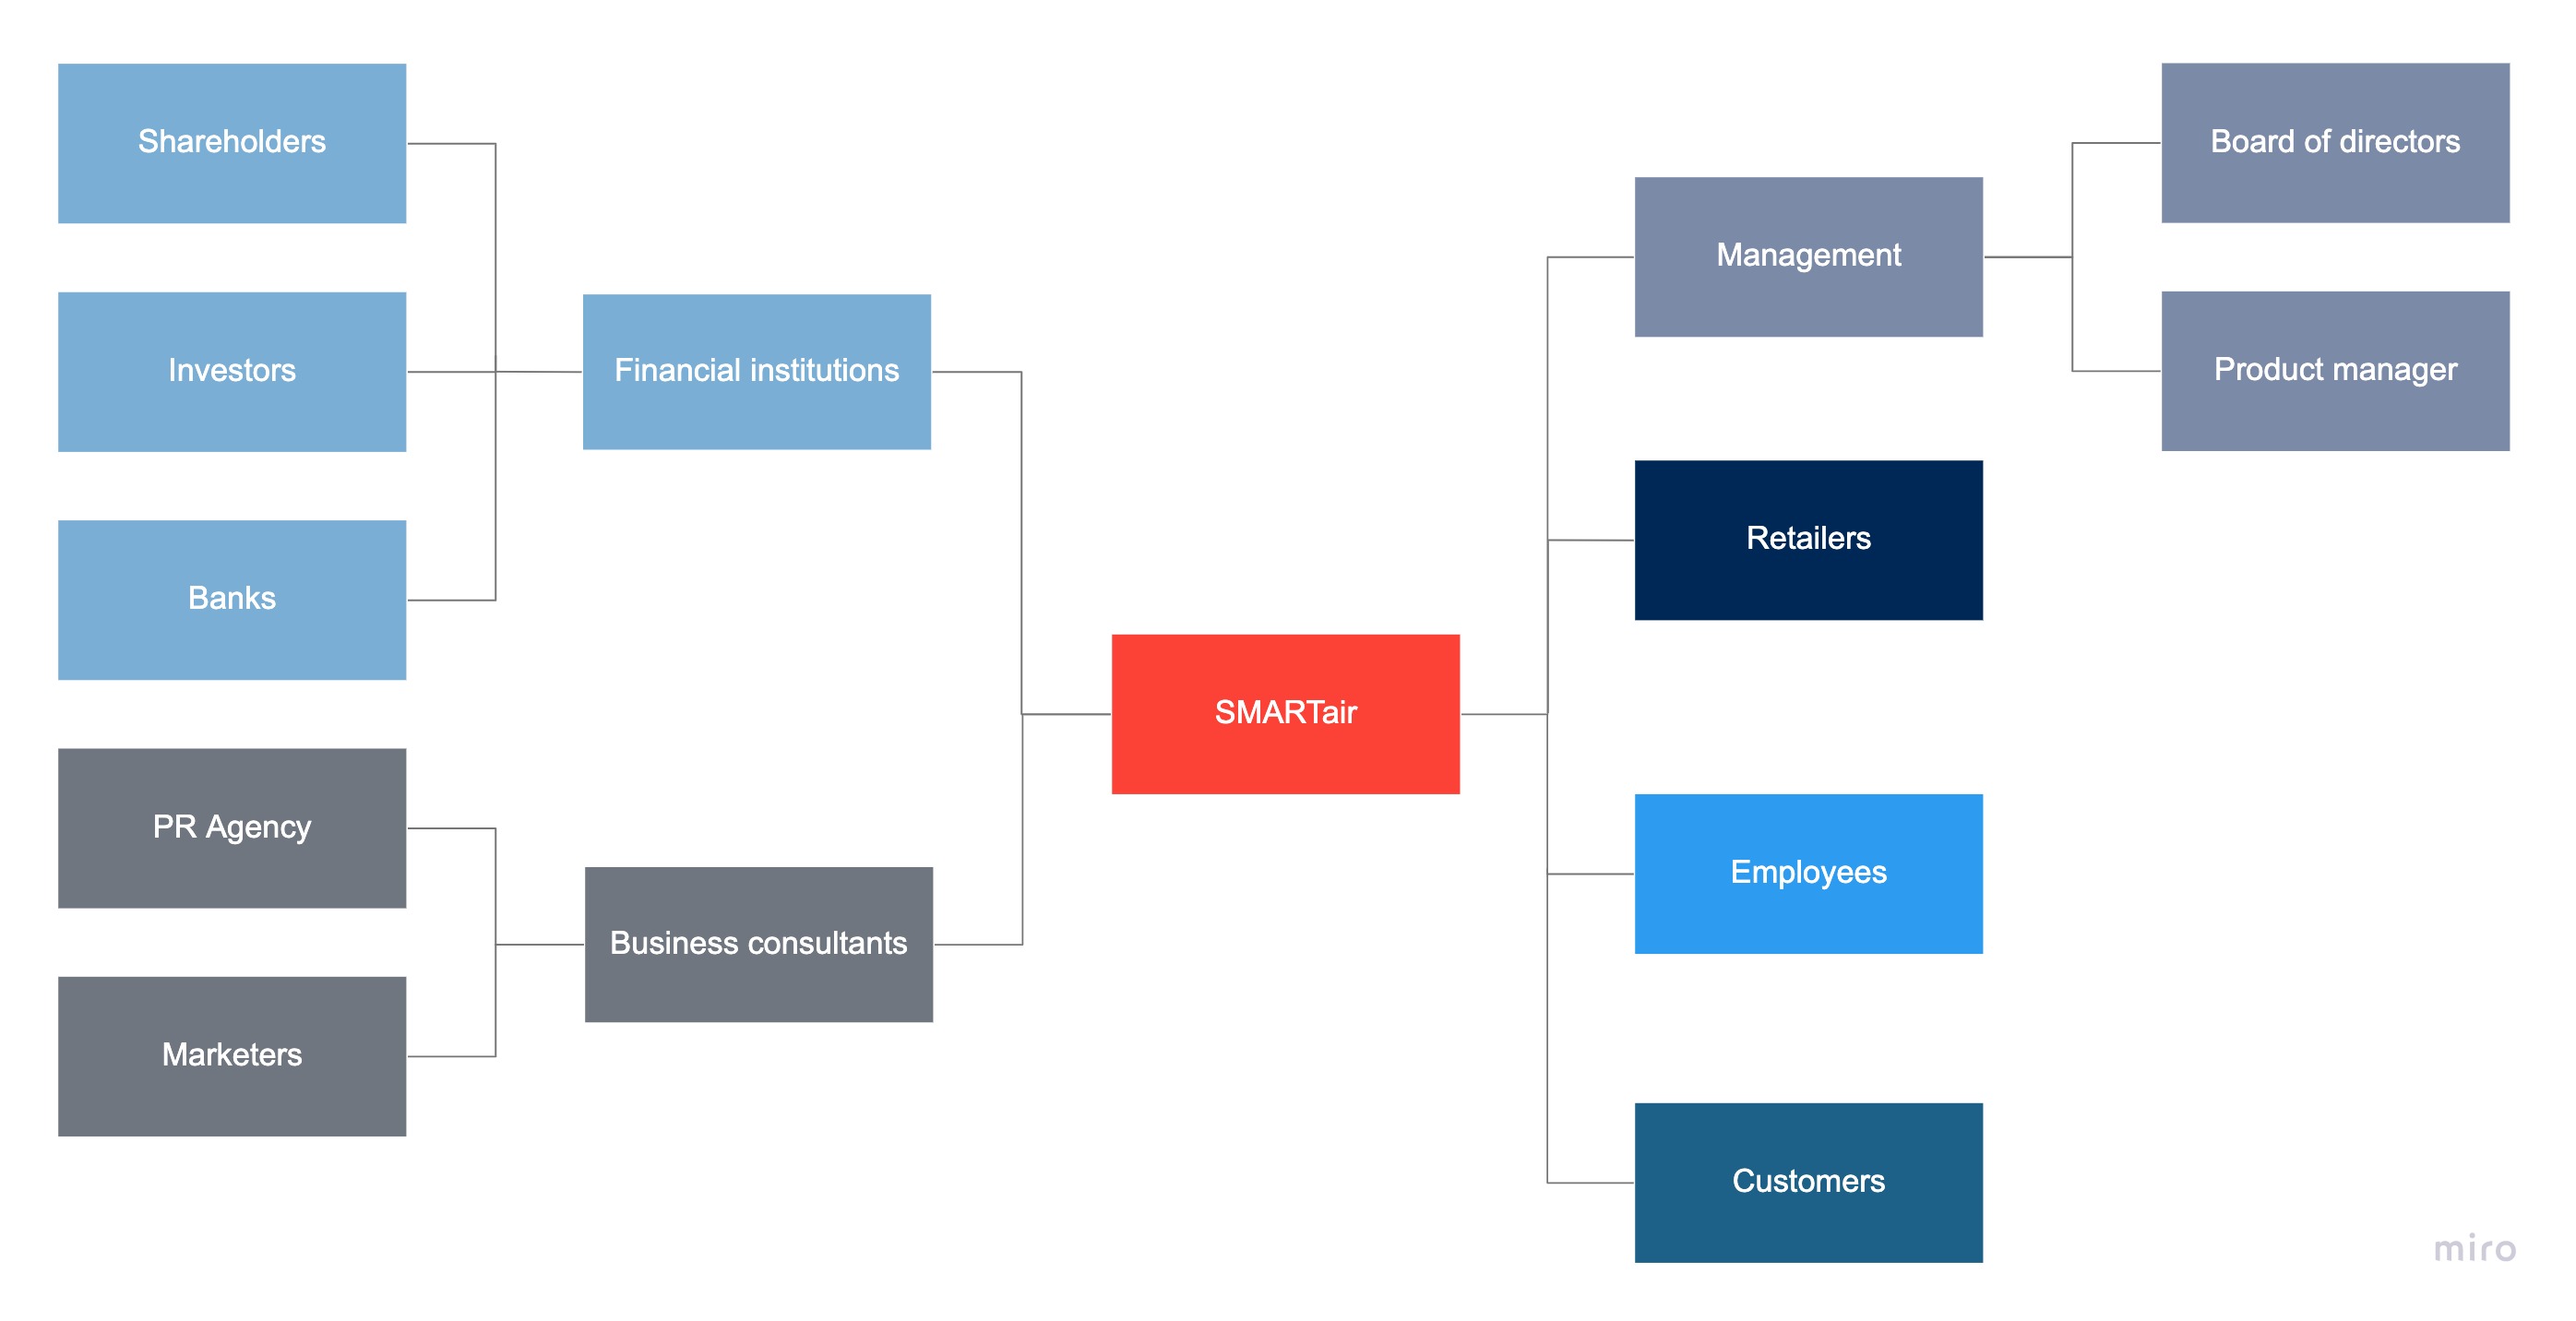 Shareholders
Investors
Banks
PR Agency
Marketers
Financial institutions
Business consultants
SMARTair
Management
Retailers
Employees
Customers
Board of directors
Product manager
miro